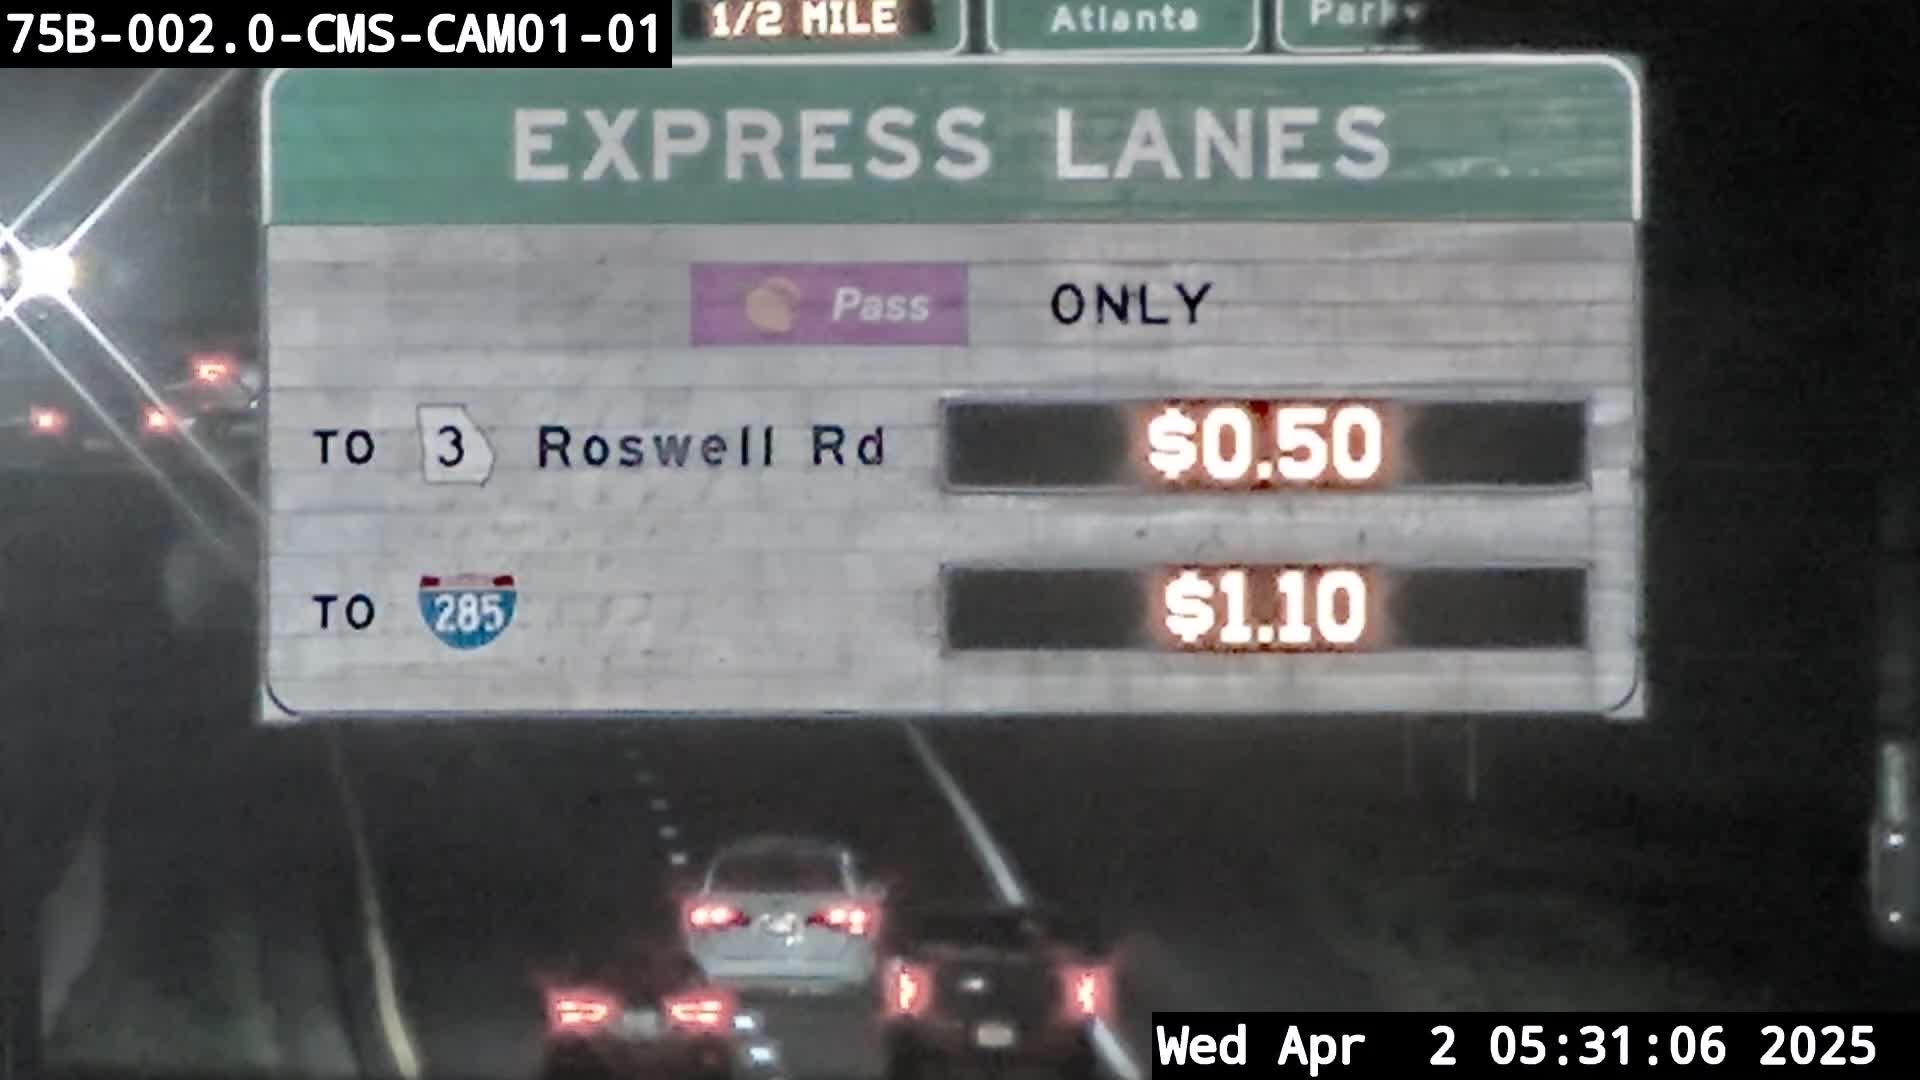 75B-002.0-CMS-CAM01-01
1/2 MILE
Atlanta
EXPRESS LANES
Pass ONLY
TO 3 Roswell Rd $0.50
TO 285 $1.10
Wed Apr 2 05:31:06 2025